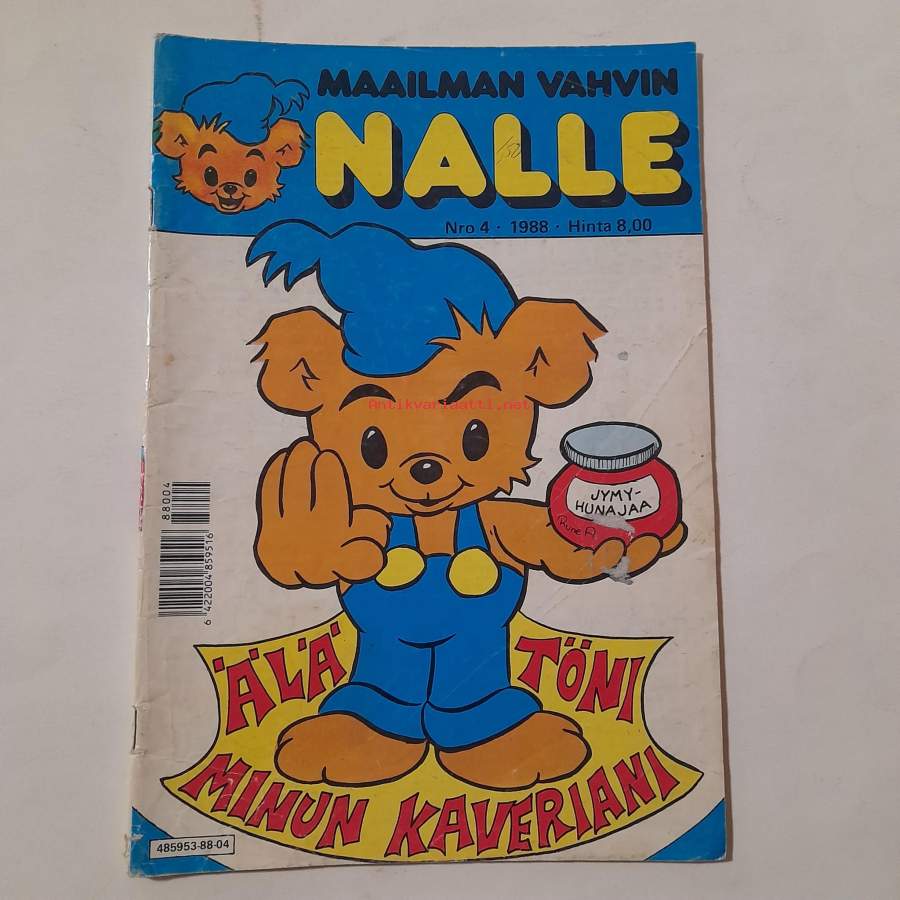 MAAILMAN VAHVIN
NALLE
Nro 4 · 1988 · Hinta 8,00
Antikvariaatti.net
JYMY-
HUNAJAA
Rune A
88004
6 422004 859516
ÄLÄ TÖNI
MINUN KAVERIANI
485953-88-04